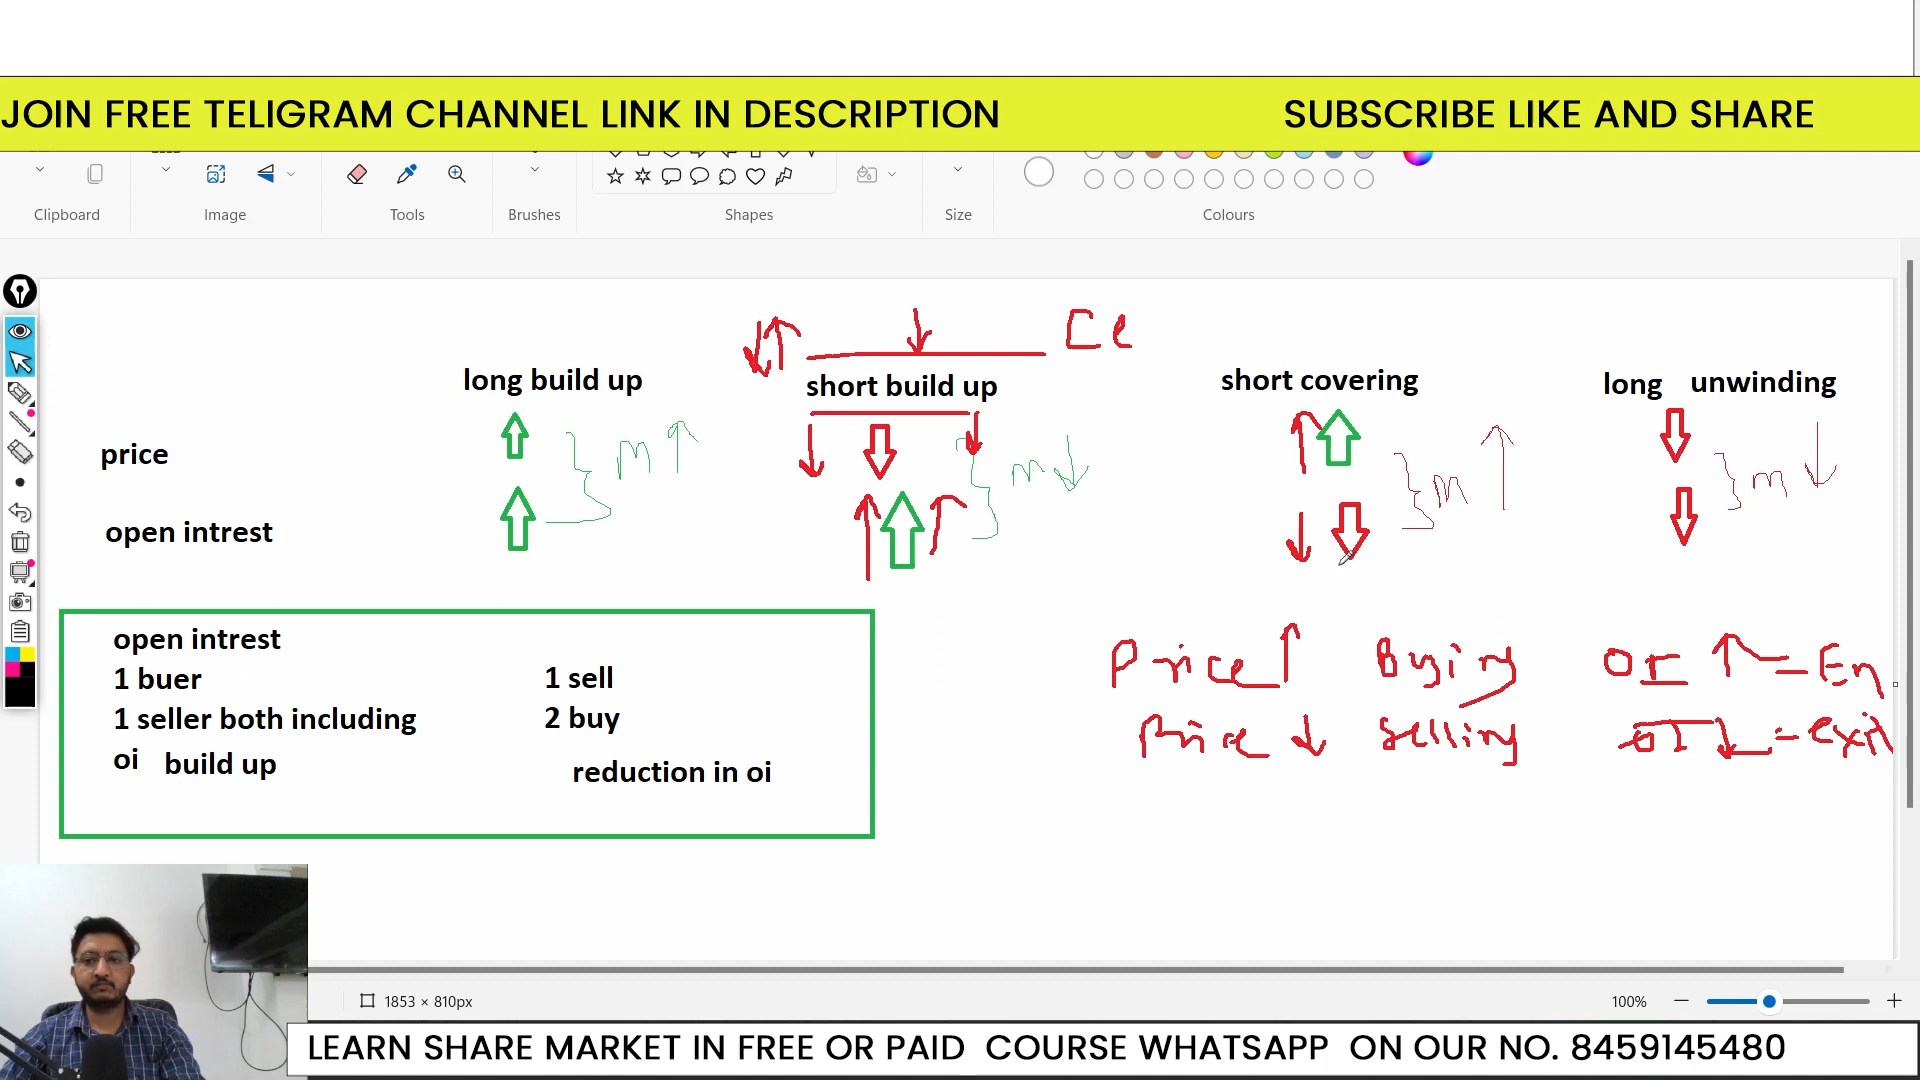 JOIN FREE TELIGRAM CHANNEL LINK IN DESCRIPTION SUBSCRIBE LIKE AND SHARE
Clipboard Image Tools Brushes Shapes Size Colours
Ce
long build up short build up short covering long unwinding
price M M M M
open intrest
open intrest
1 buer 1 sell
1 seller both including 2 buy
oi build up reduction in oi
Price Buying OI = En
Price Selling OI = exit
1853 × 810px 100%
LEARN SHARE MARKET IN FREE OR PAID COURSE WHATSAPP ON OUR NO. 8459145480